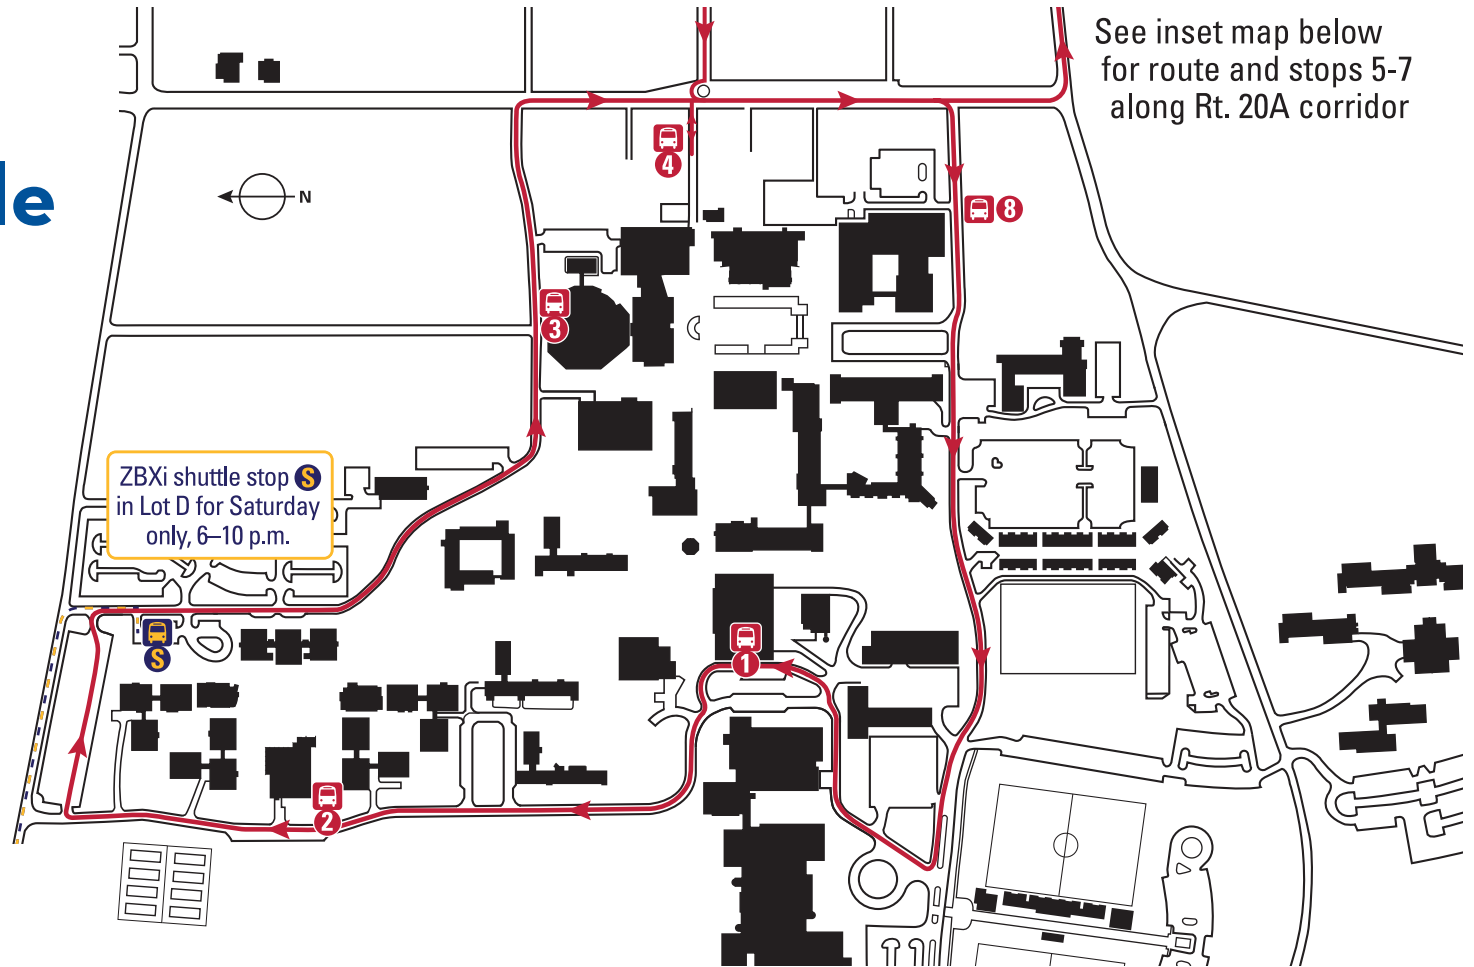 See inset map below
for route and stops 5-7
along Rt. 20A corridor
4
le
N
8
3
ZBXi shuttle stop S
in Lot D for Saturday
only, 6–10 p.m.
S
1
2